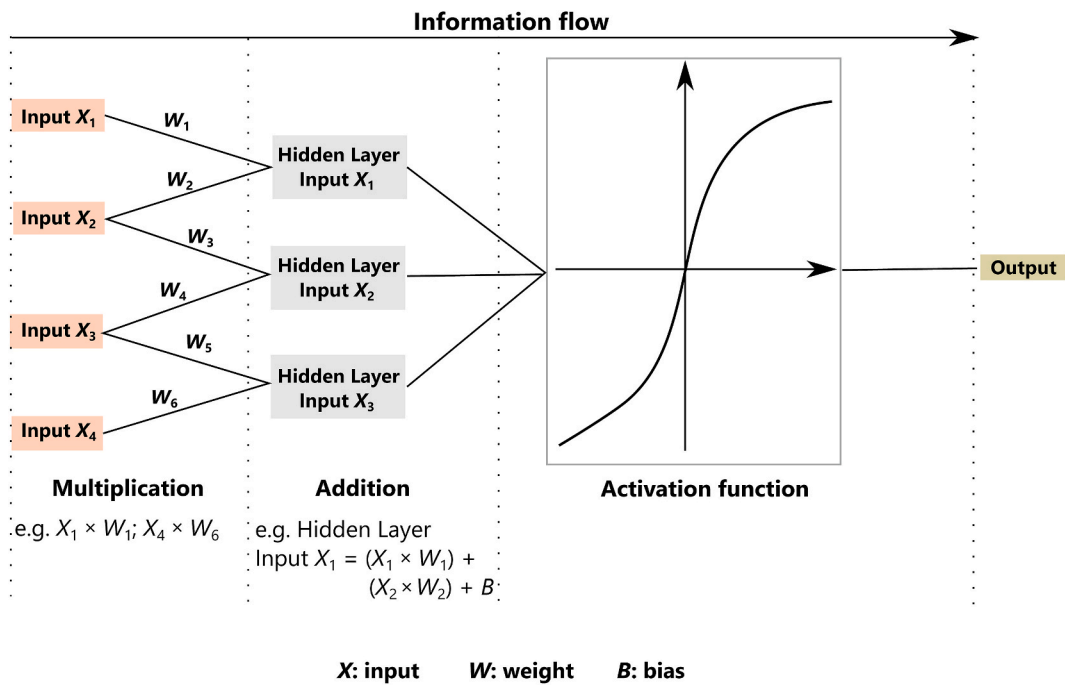 Information flow
Input X₁
W₁
Hidden Layer
Input X₁
W₂
Input X₂
W₃
Hidden Layer
Input X₂
Output
W₄
Input X₃
W₅
Hidden Layer
Input X₃
W₆
Input X₄
Multiplication
e.g. X₁ × W₁; X₄ × W₆
Addition
e.g. Hidden Layer
Input X₁ = (X₁ × W₁) +
(X₂ × W₂) + B
Activation function
X: input W: weight B: bias